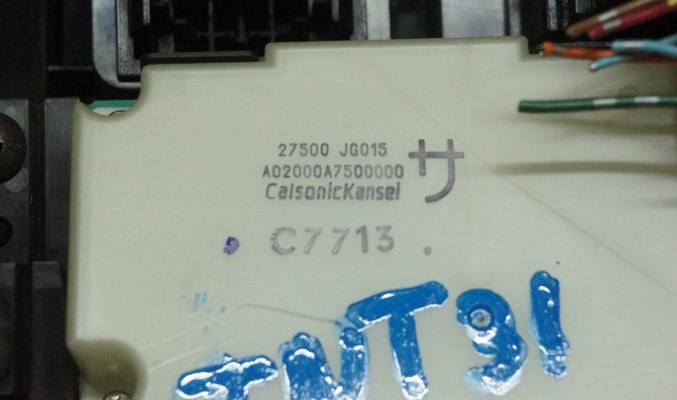 27500 JG015
A02000A7500000
CalsonicKansei
サ
C7713
TNT31